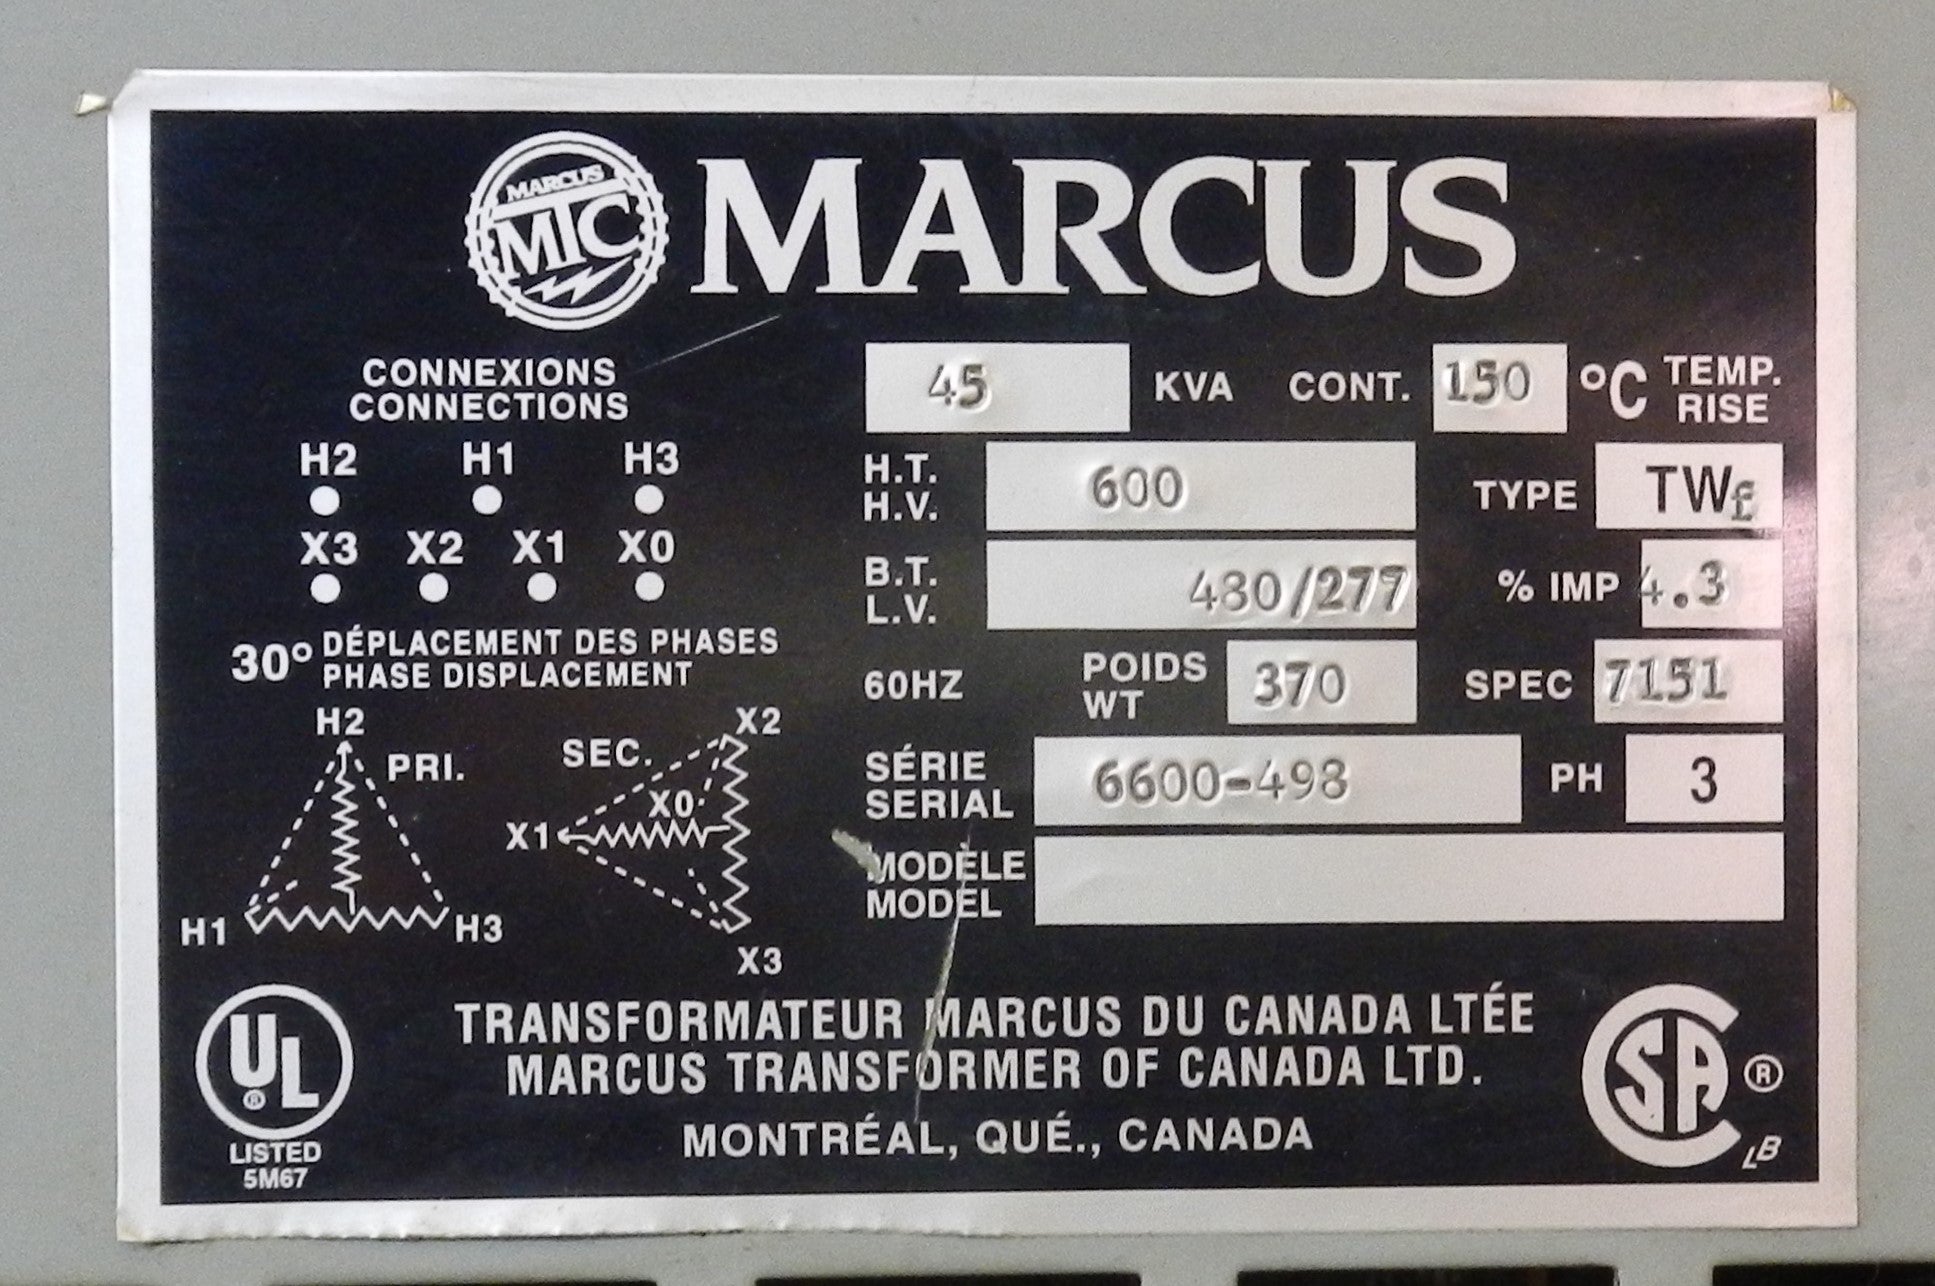 MARCUS
MTC
MARCUS
CONNEXIONS
CONNECTIONS
H2 H1 H3
X3 X2 X1 X0
30° DÉPLACEMENT DES PHASES
PHASE DISPLACEMENT
H2
PRI.
H1
H3
SEC.
X2
X0
X1
X3
45 KVA CONT. 150 °C TEMP.
RISE
H.T.
H.V. 600 TYPE TWf
B.T.
L.V. 480/277 % IMP 4.3
60HZ POIDS
WT 370 SPEC 7151
SÉRIE
SERIAL 6600-498 PH 3
MODÈLE
MODEL
UL ®
LISTED
5M67
TRANSFORMATEUR MARCUS DU CANADA LTÉE
MARCUS TRANSFORMER OF CANADA LTD.
MONTRÉAL, QUÉ., CANADA
CSA ®
LB